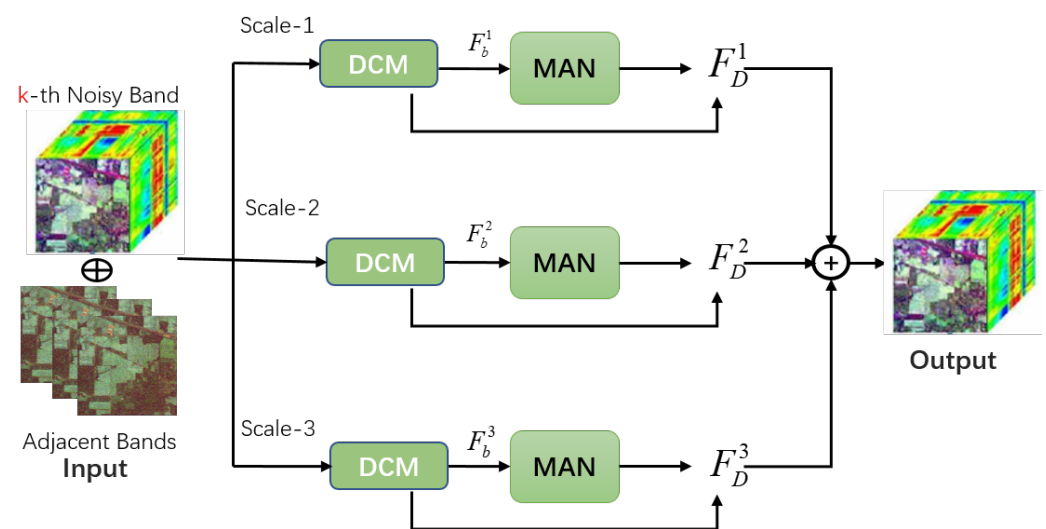 Scale-1
DCM
F_b^1
MAN
F_D^1
k-th Noisy Band
Scale-2
DCM
F_b^2
MAN
F_D^2
+
Output
Adjacent Bands
Input
Scale-3
DCM
F_b^3
MAN
F_D^3